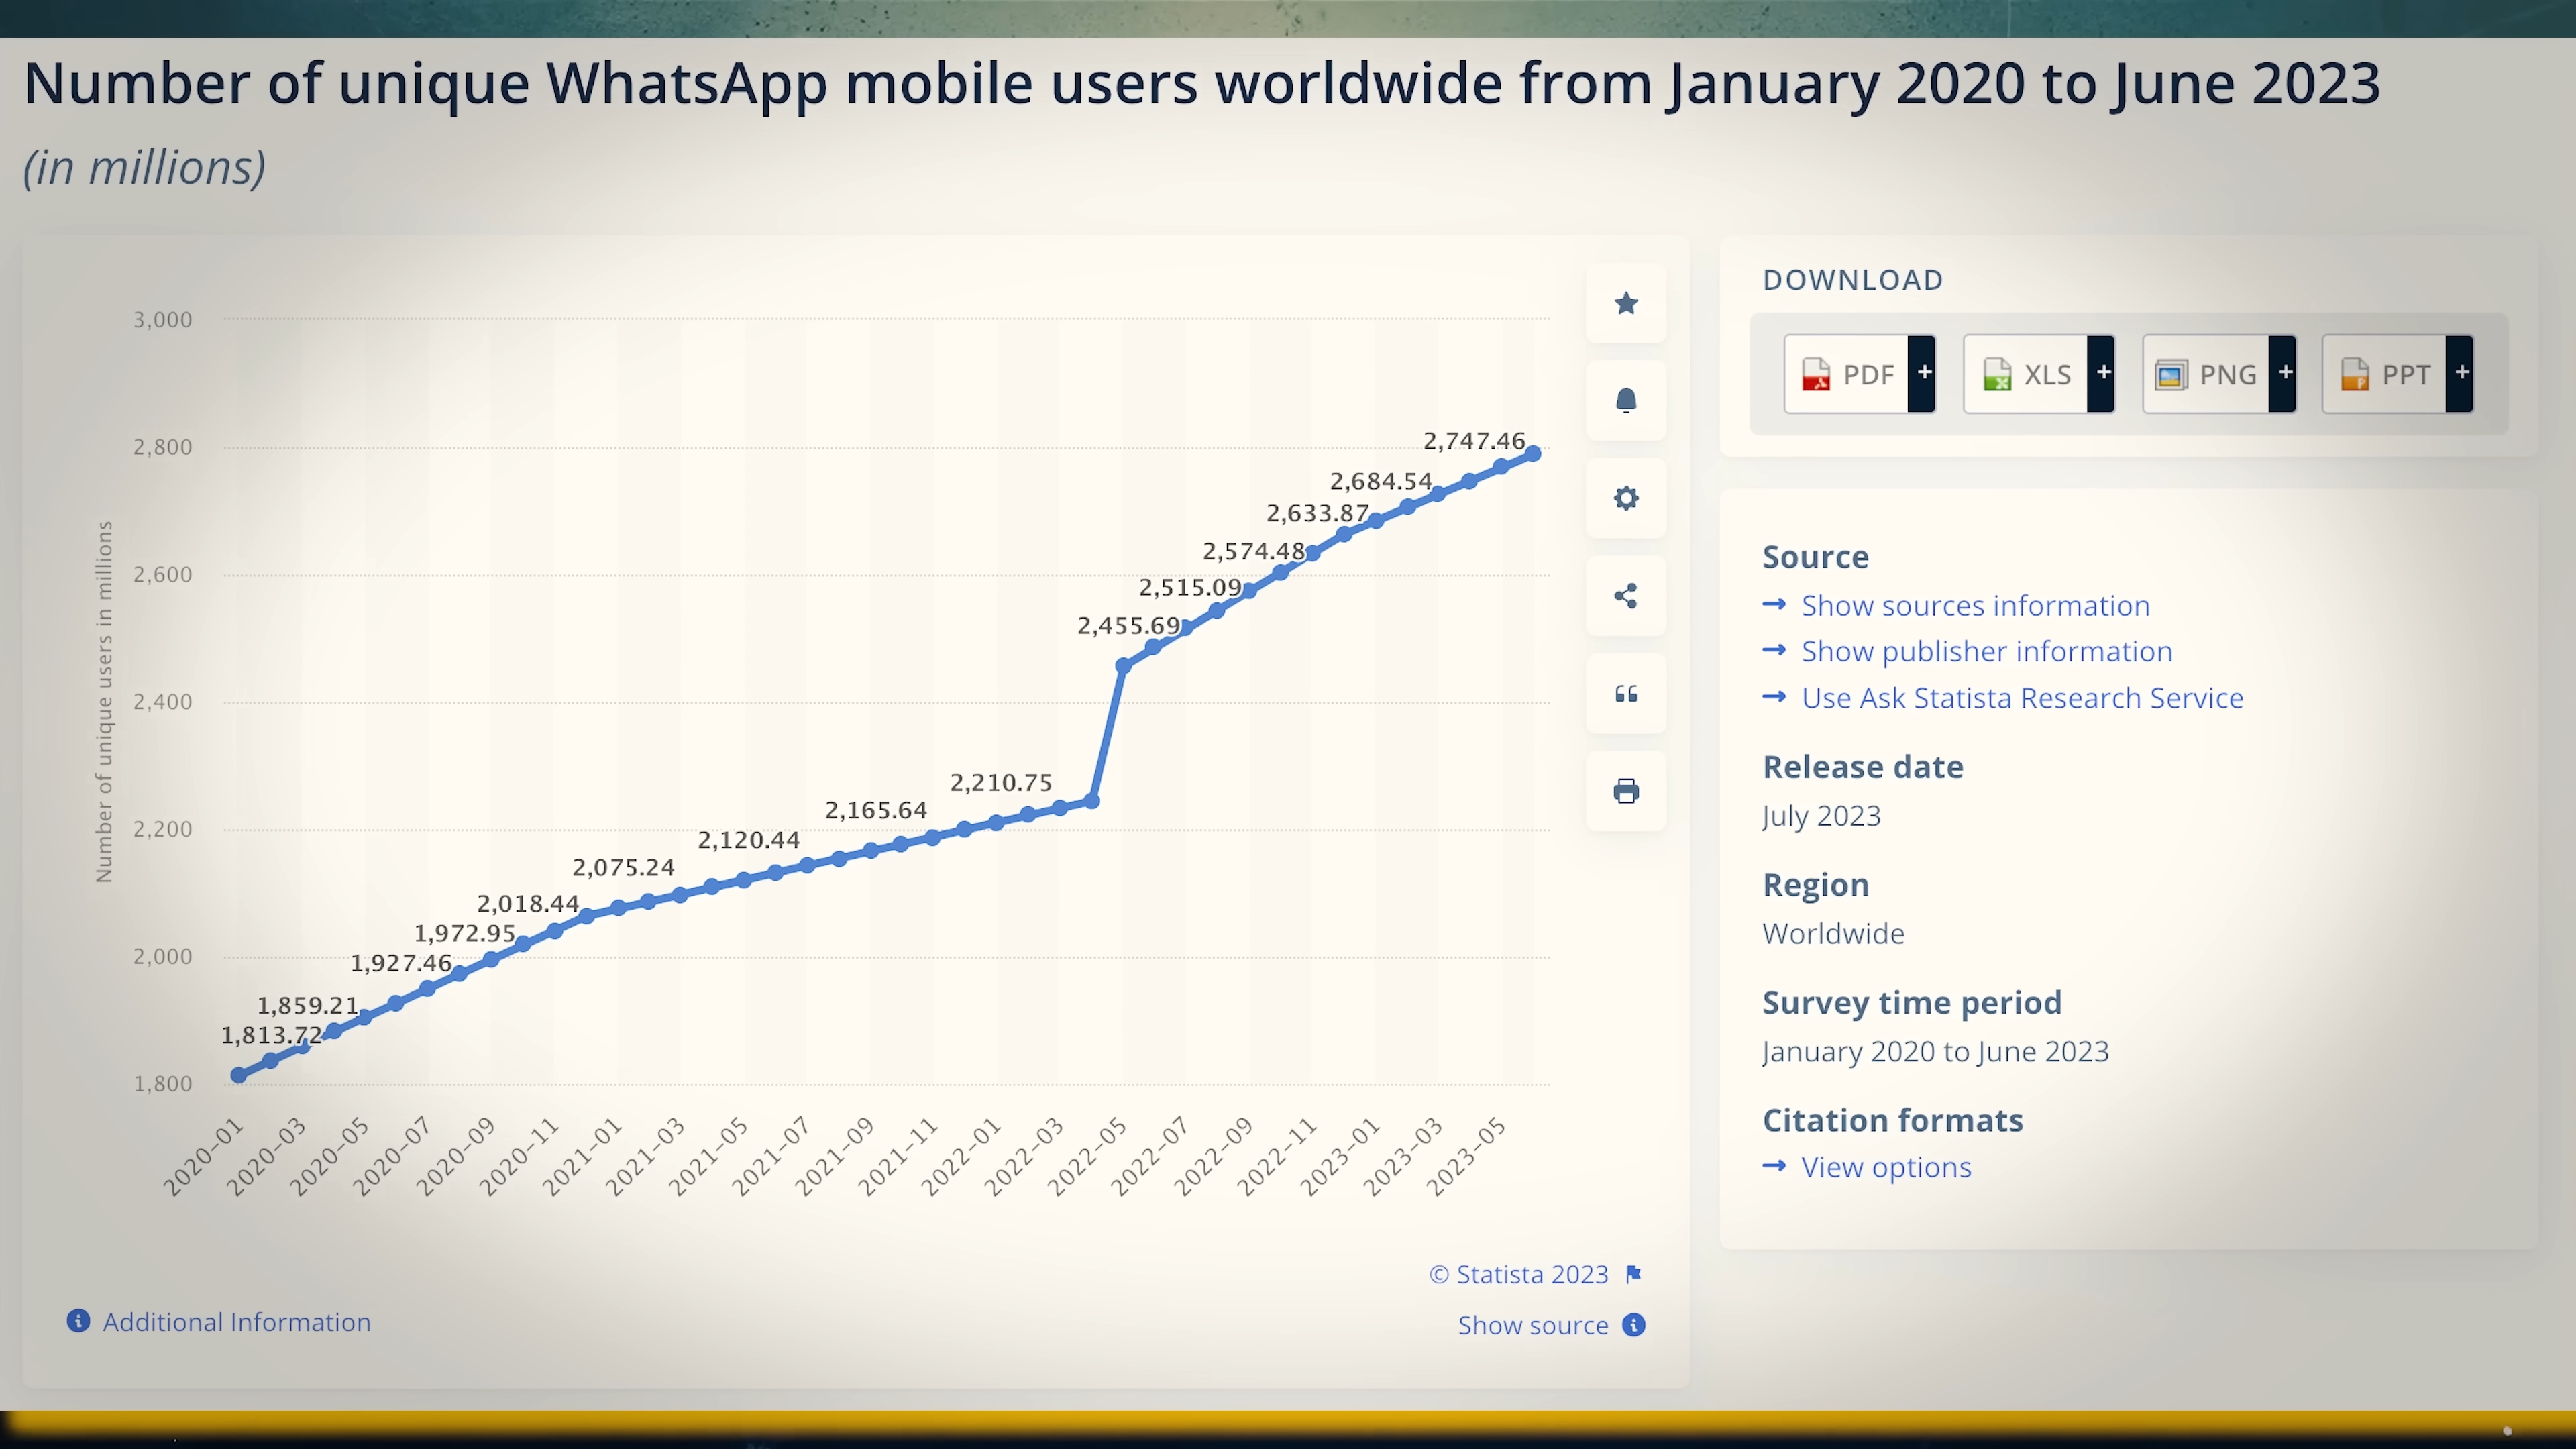 Number of unique WhatsApp mobile users worldwide from January 2020 to June 2023
(in millions)
Number of unique users in millions
3,000
2,800
2,600
2,400
2,200
2,000
1,800
1,813.72
1,859.21
1,927.46
1,972.95
2,018.44
2,075.24
2,120.44
2,165.64
2,210.75
2,455.69
2,515.09
2,574.48
2,633.87
2,684.54
2,747.46
2020-01
2020-03
2020-05
2020-07
2020-09
2020-11
2021-01
2021-03
2021-05
2021-07
2021-09
2021-11
2022-01
2022-03
2022-05
2022-07
2022-09
2022-11
2023-01
2023-03
2023-05
© Statista 2023
Additional Information
Show source
DOWNLOAD
PDF +
XLS +
PNG +
PPT +
Source
→ Show sources information
→ Show publisher information
→ Use Ask Statista Research Service
Release date
July 2023
Region
Worldwide
Survey time period
January 2020 to June 2023
Citation formats
→ View options